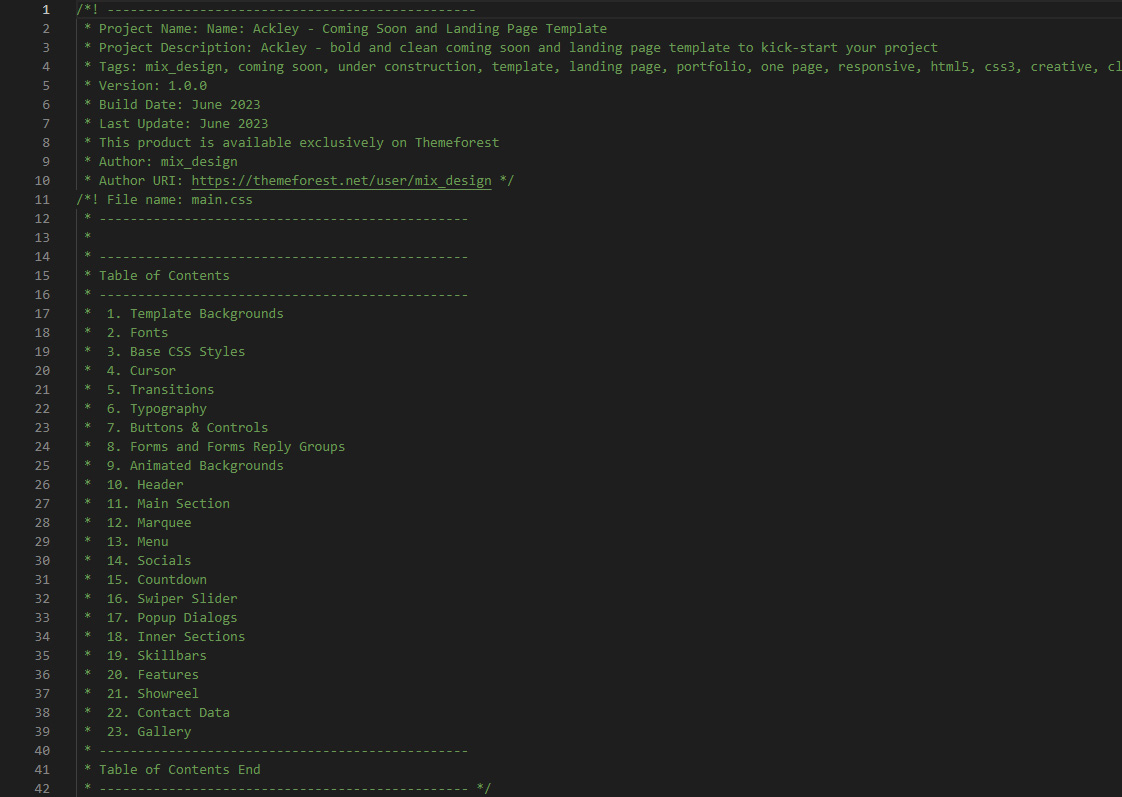 1 /*! ------------------------------------------------
2 * Project Name: Name: Ackley - Coming Soon and Landing Page Template
3 * Project Description: Ackley - bold and clean coming soon and landing page template to kick-start your project
4 * Tags: mix_design, coming soon, under construction, template, landing page, portfolio, one page, responsive, html5, css3, creative, cl
5 * Version: 1.0.0
6 * Build Date: June 2023
7 * Last Update: June 2023
8 * This product is available exclusively on Themeforest
9 * Author: mix_design
10 * Author URI: https://themeforest.net/user/mix_design */
11 /*! File name: main.css
12 * ------------------------------------------------
13 *
14 * ------------------------------------------------
15 * Table of Contents
16 * ------------------------------------------------
17 *  1. Template Backgrounds
18 *  2. Fonts
19 *  3. Base CSS Styles
20 *  4. Cursor
21 *  5. Transitions
22 *  6. Typography
23 *  7. Buttons & Controls
24 *  8. Forms and Forms Reply Groups
25 *  9. Animated Backgrounds
26 *  10. Header
27 *  11. Main Section
28 *  12. Marquee
29 *  13. Menu
30 *  14. Socials
31 *  15. Countdown
32 *  16. Swiper Slider
33 *  17. Popup Dialogs
34 *  18. Inner Sections
35 *  19. Skillbars
36 *  20. Features
37 *  21. Showreel
38 *  22. Contact Data
39 *  23. Gallery
40 * ------------------------------------------------
41 * Table of Contents End
42 * ------------------------------------------------ */